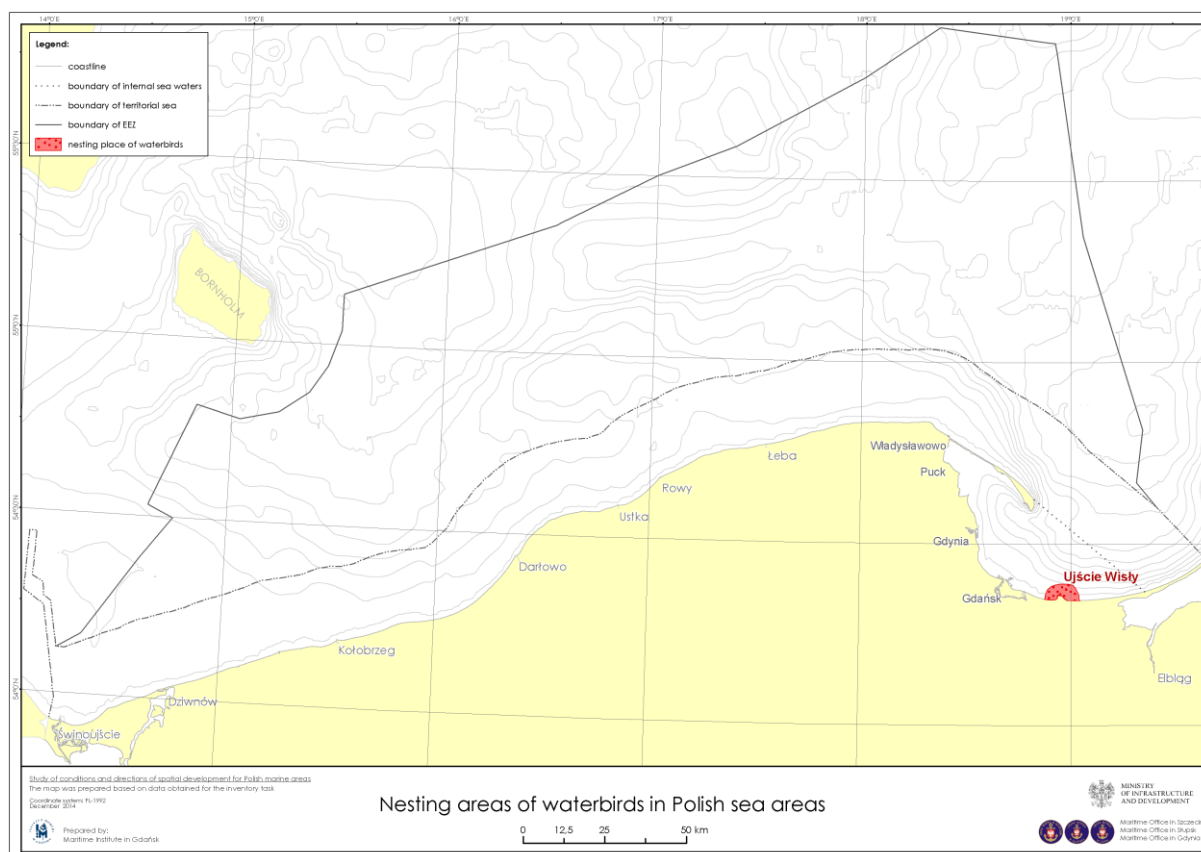 14°0'E 15°0'E 16°0'E 17°0'E 18°0'E 19°0'E
Legend:
coastline
boundary of internal sea waters
boundary of territorial sea
boundary of EEZ
nesting place of waterbirds
BORNHOLM
Władysławowo
Łeba
Puck
Rowy
Ustka
Gdynia
Darłowo
Ujście Wisły
Gdańsk
Kołobrzeg
Elbląg
Dziwnów
Świnoujście
Study of conditions and directions of spatial development for Polish marine areas
The map was prepared based on data obtained for the inventory task
Coordinate system: PL-1992
December 2014
Prepared by:
Maritime Institute in Gdańsk
Nesting areas of waterbirds in Polish sea areas
0 12,5 25 50 km
MINISTRY
OF INFRASTRUCTURE
AND DEVELOPMENT
Maritime Office in Szczecin
Maritime Office in Słupsk
Maritime Office in Gdynia